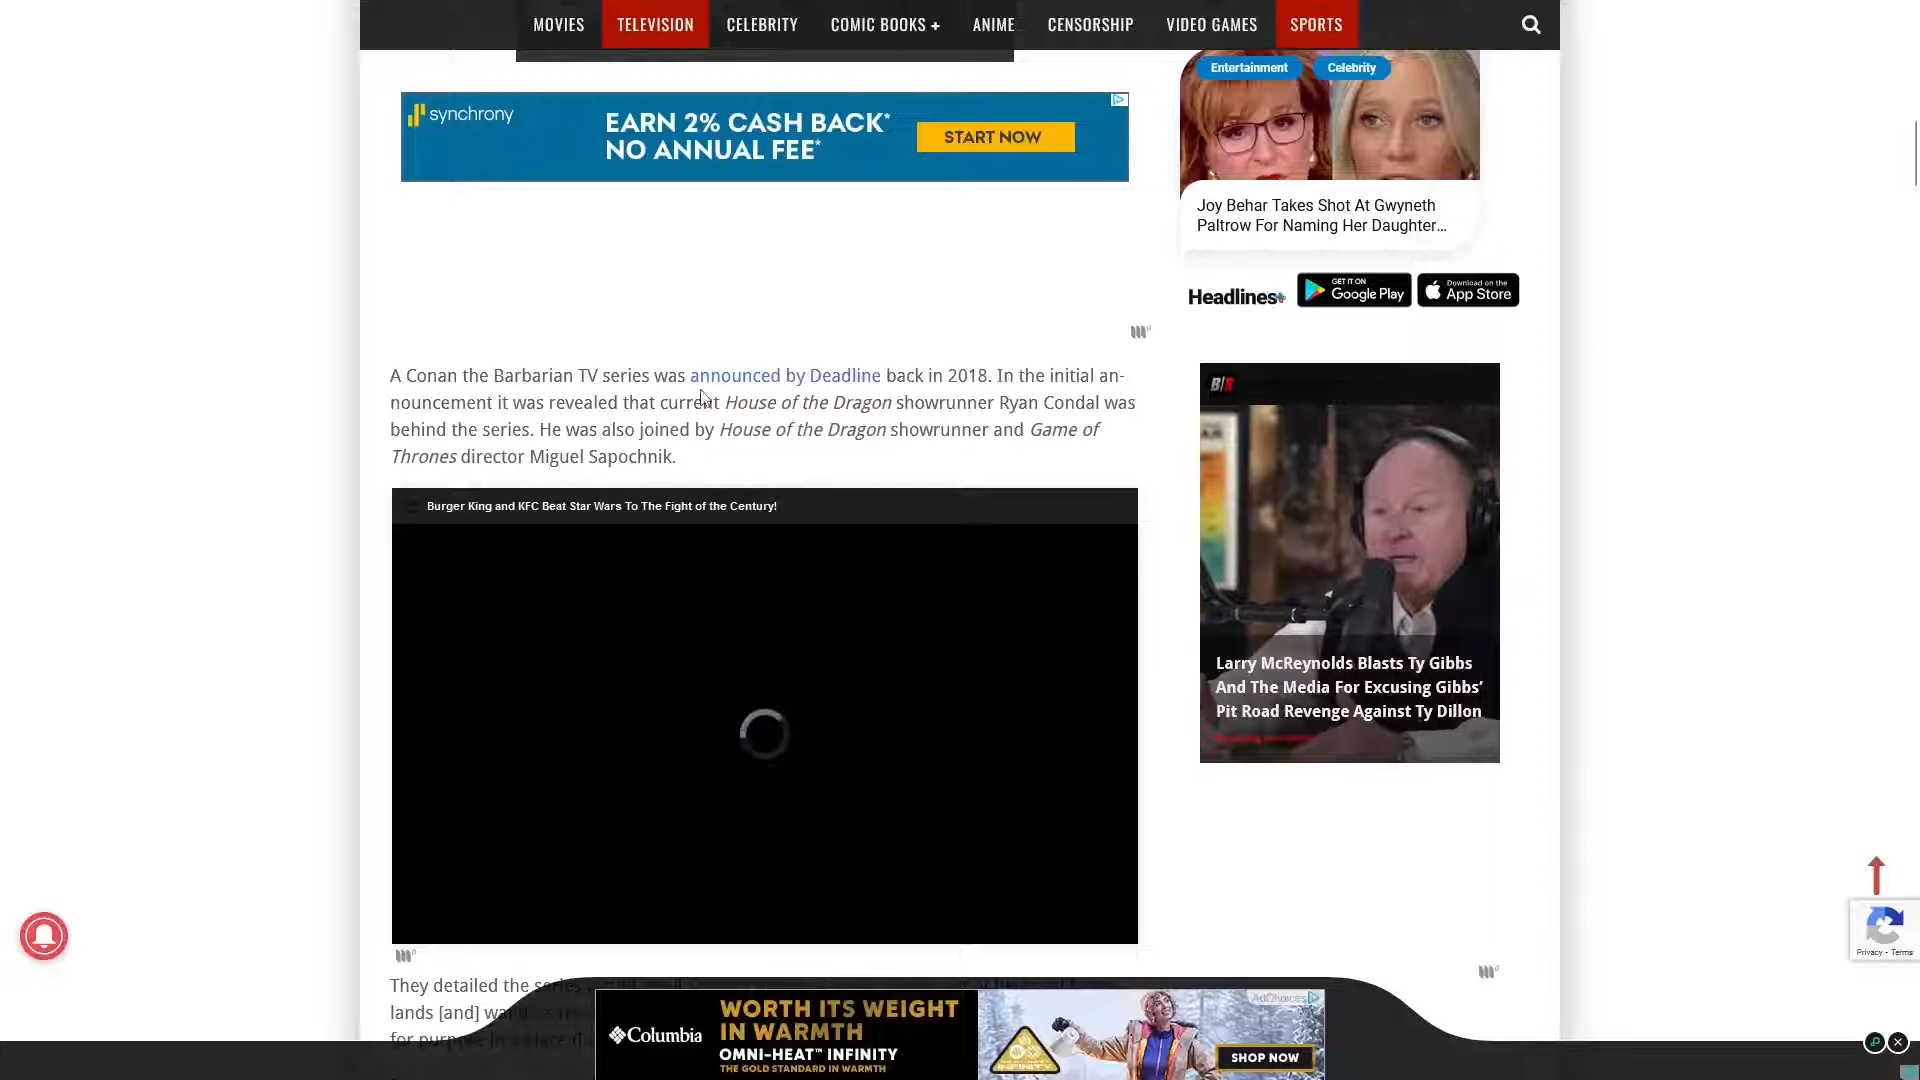 MOVIES TELEVISION CELEBRITY COMIC BOOKS + ANIME CENSORSHIP VIDEO GAMES SPORTS
synchrony
EARN 2% CASH BACK*
NO ANNUAL FEE*
START NOW
Entertainment Celebrity
Joy Behar Takes Shot At Gwyneth
Paltrow For Naming Her Daughter...
Headlines+
GET IT ON
Google Play
Download on the
App Store
A Conan the Barbarian TV series was announced by Deadline back in 2018. In the initial an-
nouncement it was revealed that current House of the Dragon showrunner Ryan Condal was
behind the series. He was also joined by House of the Dragon showrunner and Game of
Thrones director Miguel Sapochnik.
Burger King and KFC Beat Star Wars To The Fight of the Century!
B/S
Larry McReynolds Blasts Ty Gibbs
And The Media For Excusing Gibbs'
Pit Road Revenge Against Ty Dillon
Privacy - Terms
They detailed the series
lands [and]
for
Columbia
WORTH ITS WEIGHT
IN WARMTH
OMNI-HEAT™ INFINITY
THE GOLD STANDARD IN WARMTH
AdChoices
SHOP NOW